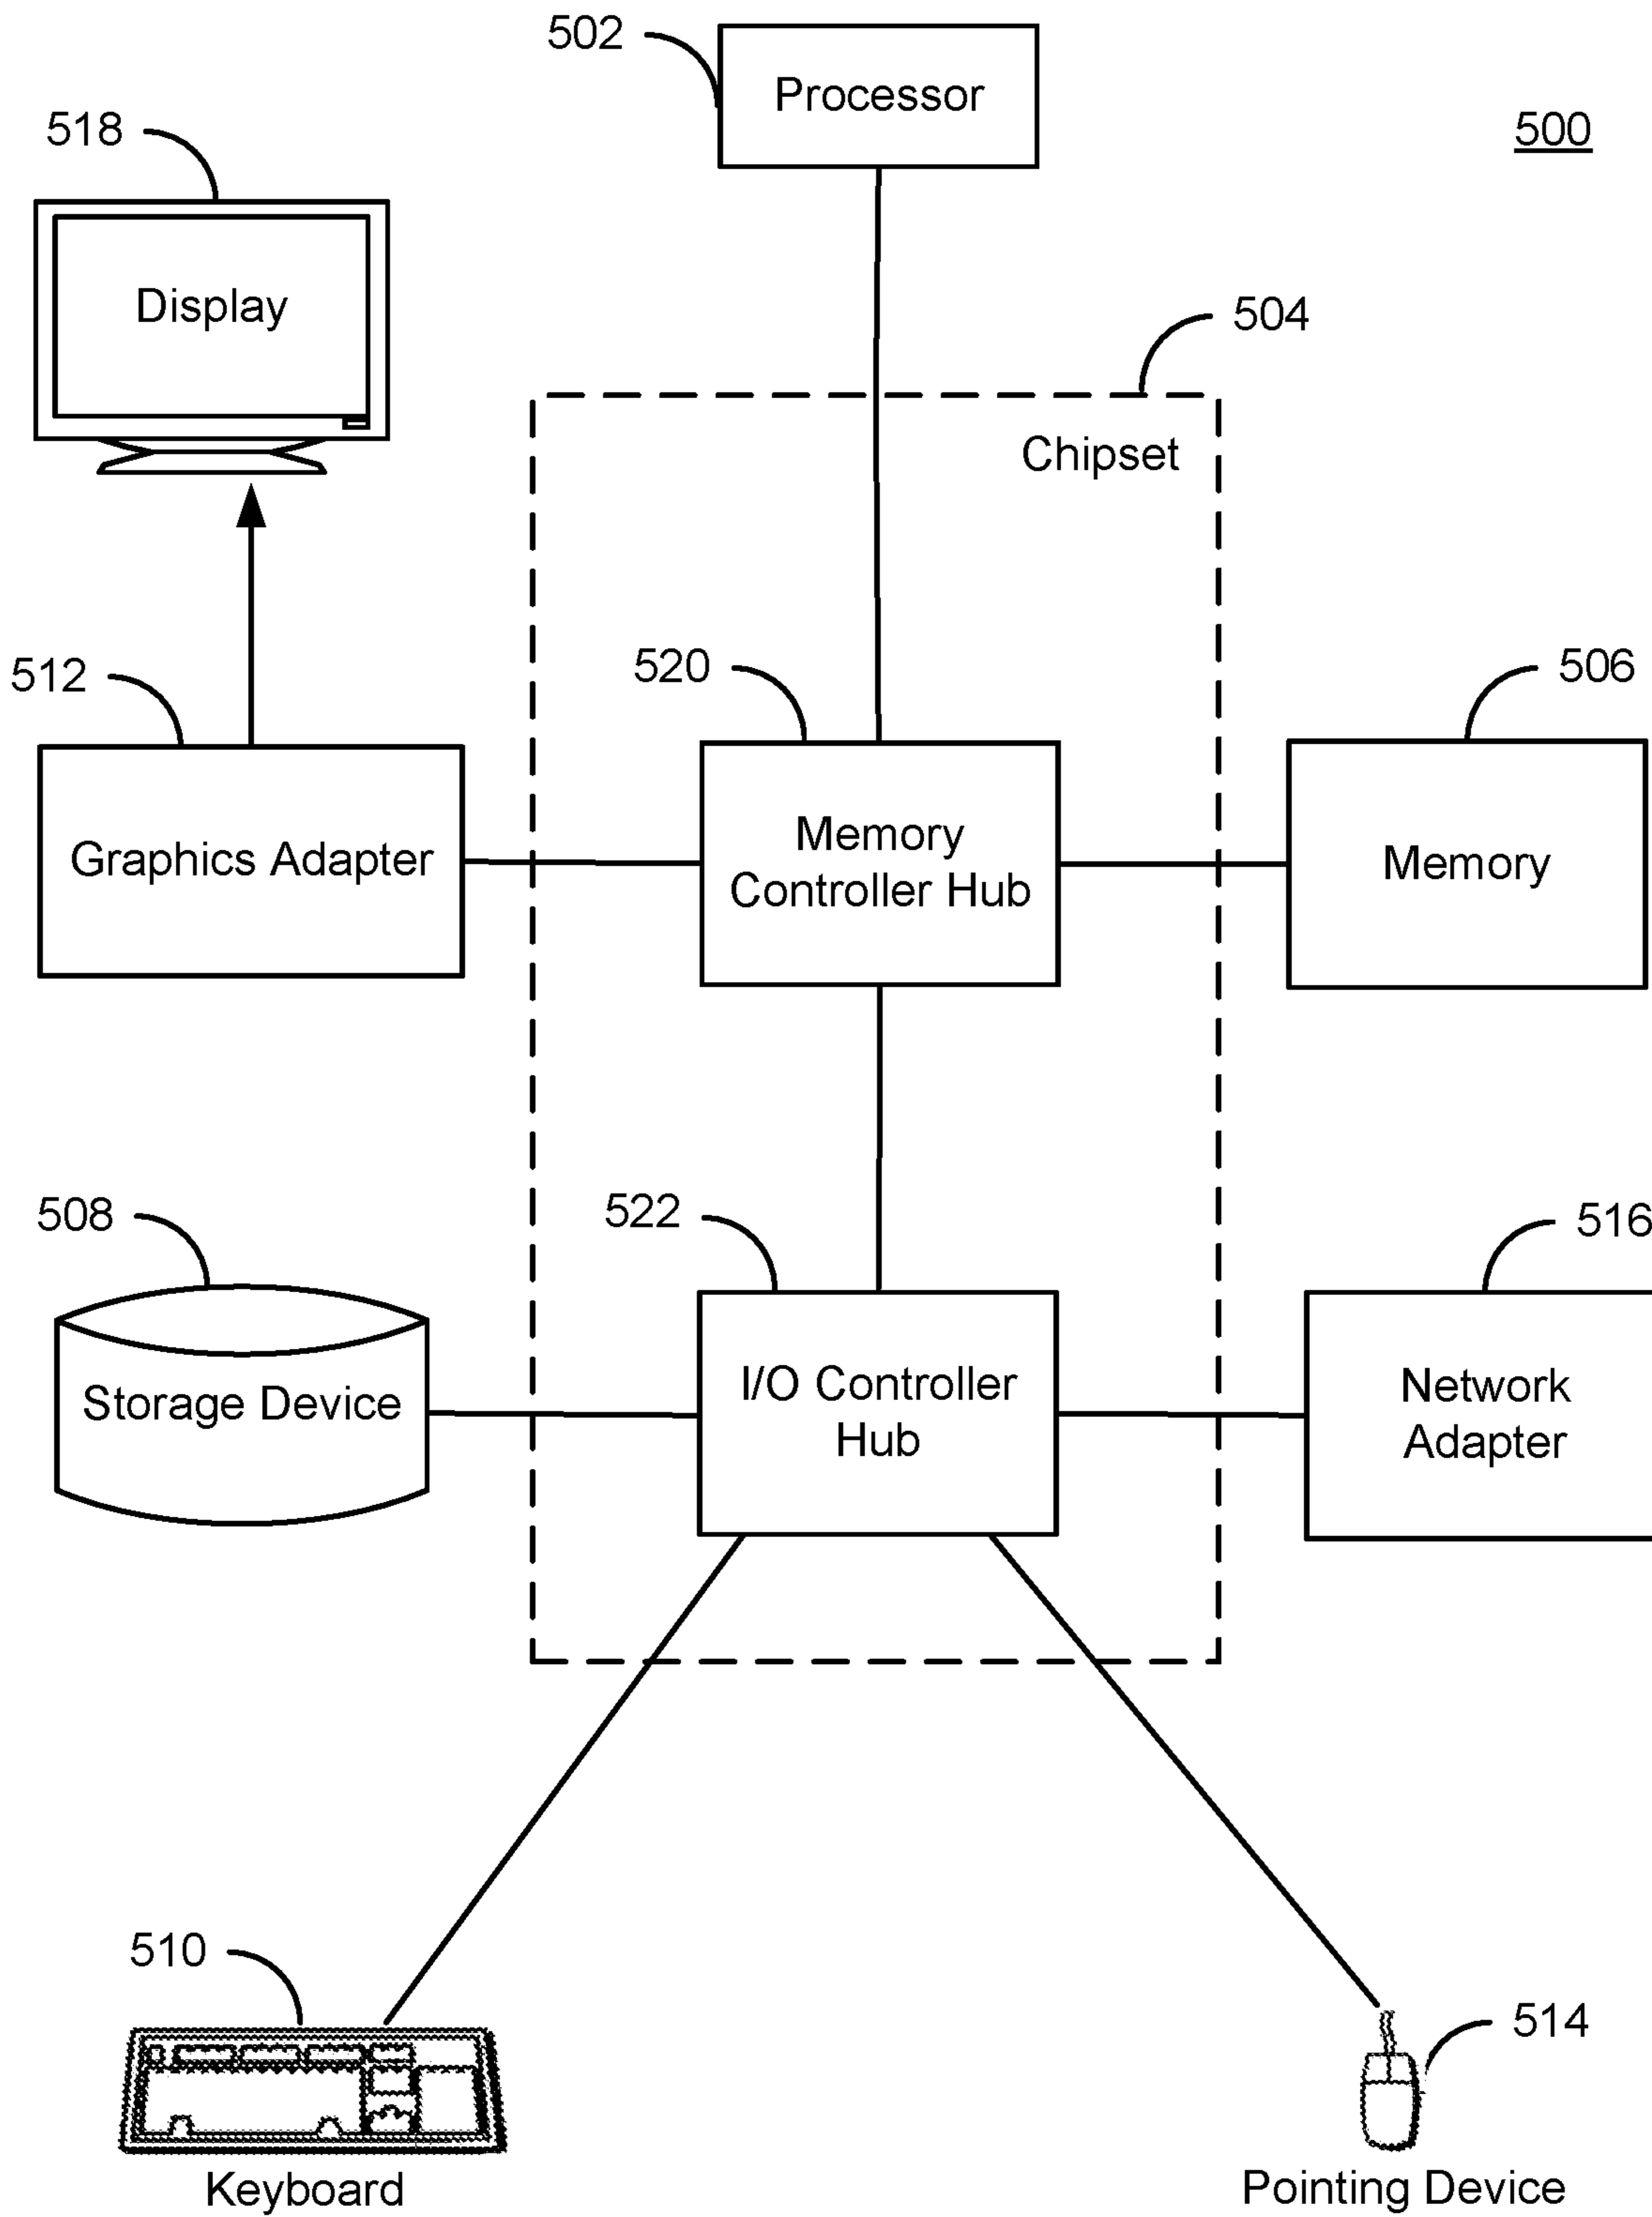 502
Processor
500
518
Display
504
Chipset
512
520
506
Graphics Adapter
Memory
Controller Hub
Memory
508
522
516
Storage Device
I/O Controller
Hub
Network
Adapter
510
514
Keyboard
Pointing Device